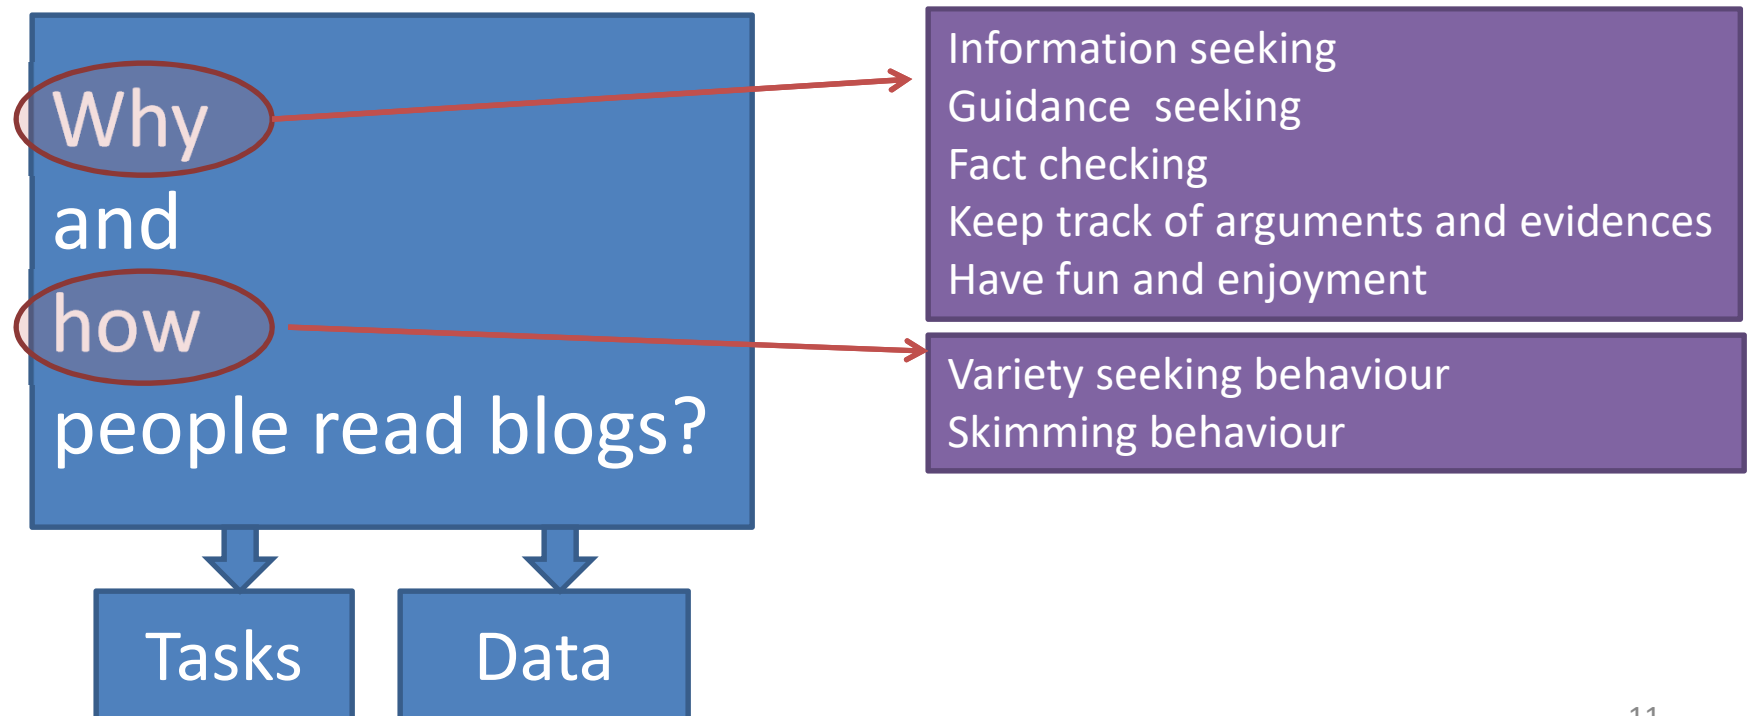 Why
and
how
people read blogs?
Information seeking
Guidance  seeking
Fact checking
Keep track of arguments and evidences
Have fun and enjoyment
Variety seeking behaviour
Skimming behaviour
Tasks
Data
11